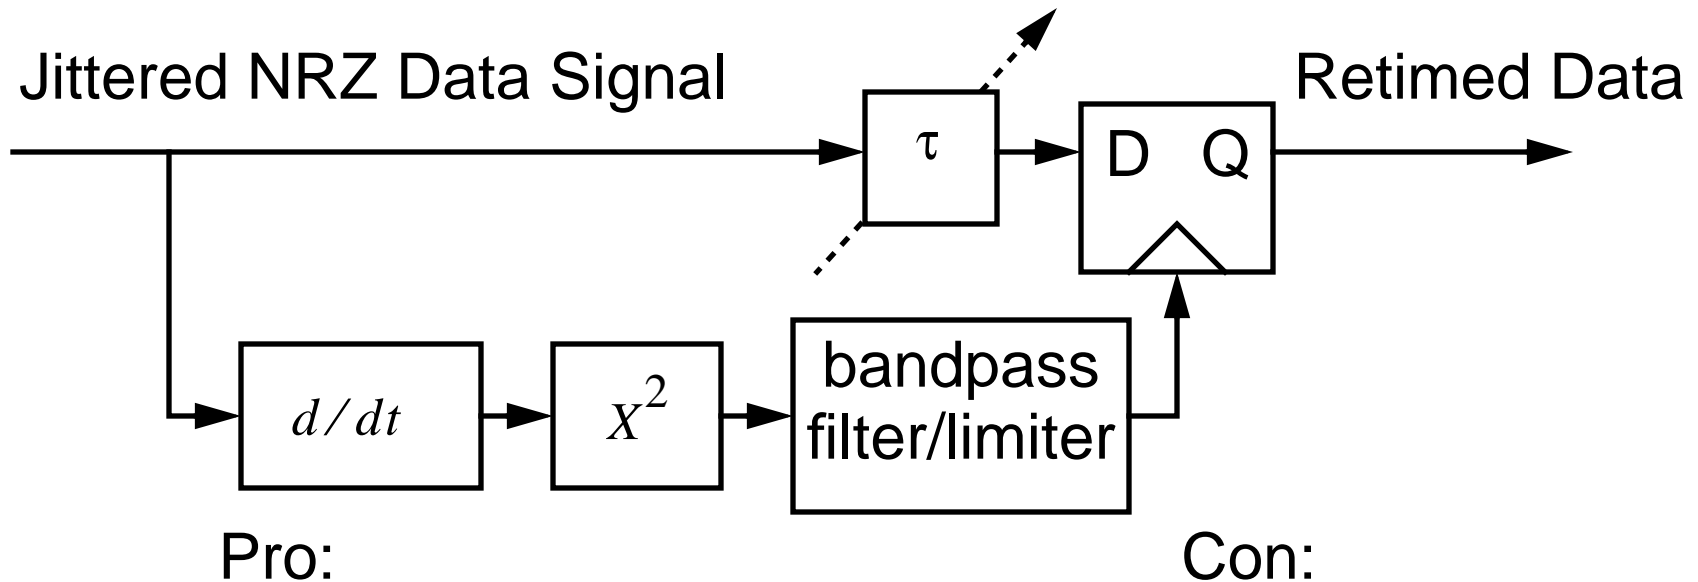 Jittered NRZ Data Signal
Retimed Data
τ
D Q
d/dt
X²
bandpass
filter/limiter
Pro:
Con: